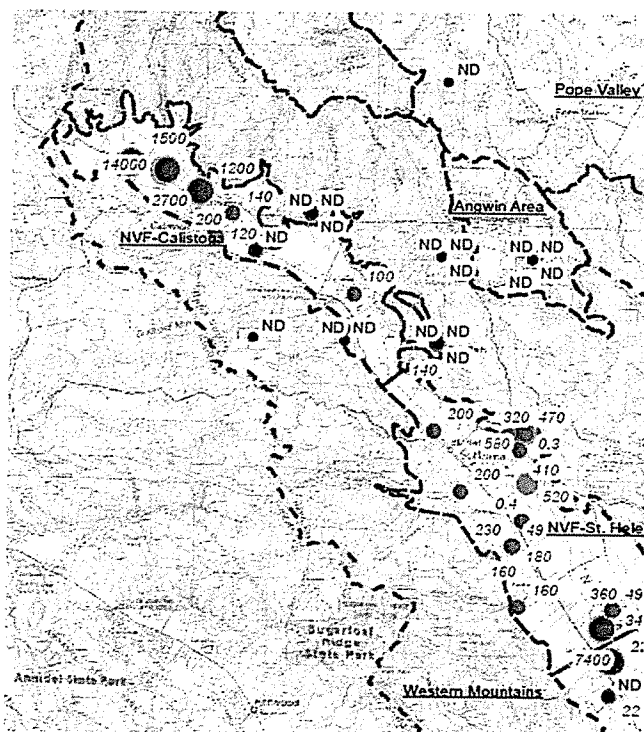 ND
Pope Valley
1500
14000
1200
2700
140
ND ND
200
ND
Angwin Area
NVF-Calistoga
120 ND
ND ND
ND
ND ND
ND
100
ND
ND ND
ND ND
ND
140
200
320 470
580
0.3
200
410
520
0.4
NVF-St. Hele
230
49
180
160
160
360 49
34
Sugarloaf
Ridge
State Park
22
7400
Annadel State Park
Western Mountains
ND
22